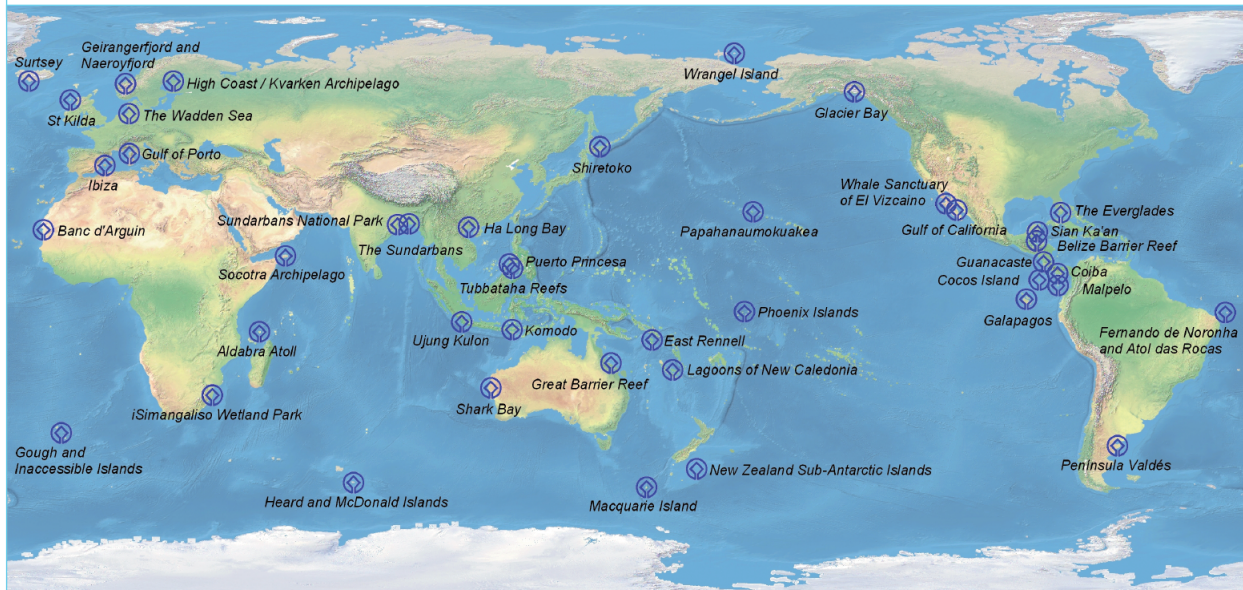 Surtsey
Geirangerfjord and
Naeroyfjord
High Coast / Kvarken Archipelago
St Kilda
The Wadden Sea
Gulf of Porto
Ibiza
Banc d'Arguin
Socotra Archipelago
Aldabra Atoll
iSimangaliso Wetland Park
Gough and
Inaccessible Islands
Heard and McDonald Islands
Sundarbans National Park
The Sundarbans
Ha Long Bay
Puerto Princesa
Tubbataha Reefs
Ujung Kulon
Komodo
Shark Bay
Great Barrier Reef
East Rennell
Lagoons of New Caledonia
New Zealand Sub-Antarctic Islands
Macquarie Island
Shiretoko
Wrangel Island
Papahanaumokuakea
Phoenix Islands
Glacier Bay
Whale Sanctuary
of El Vizcaino
Gulf of California
The Everglades
Sian Ka'an
Belize Barrier Reef
Guanacaste
Cocos Island
Coiba
Malpelo
Galapagos
Fernando de Noronha
and Atol das Rocas
Península Valdés